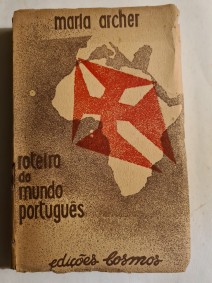 maria archer
roteiro
do
mundo
português
edições cosmos